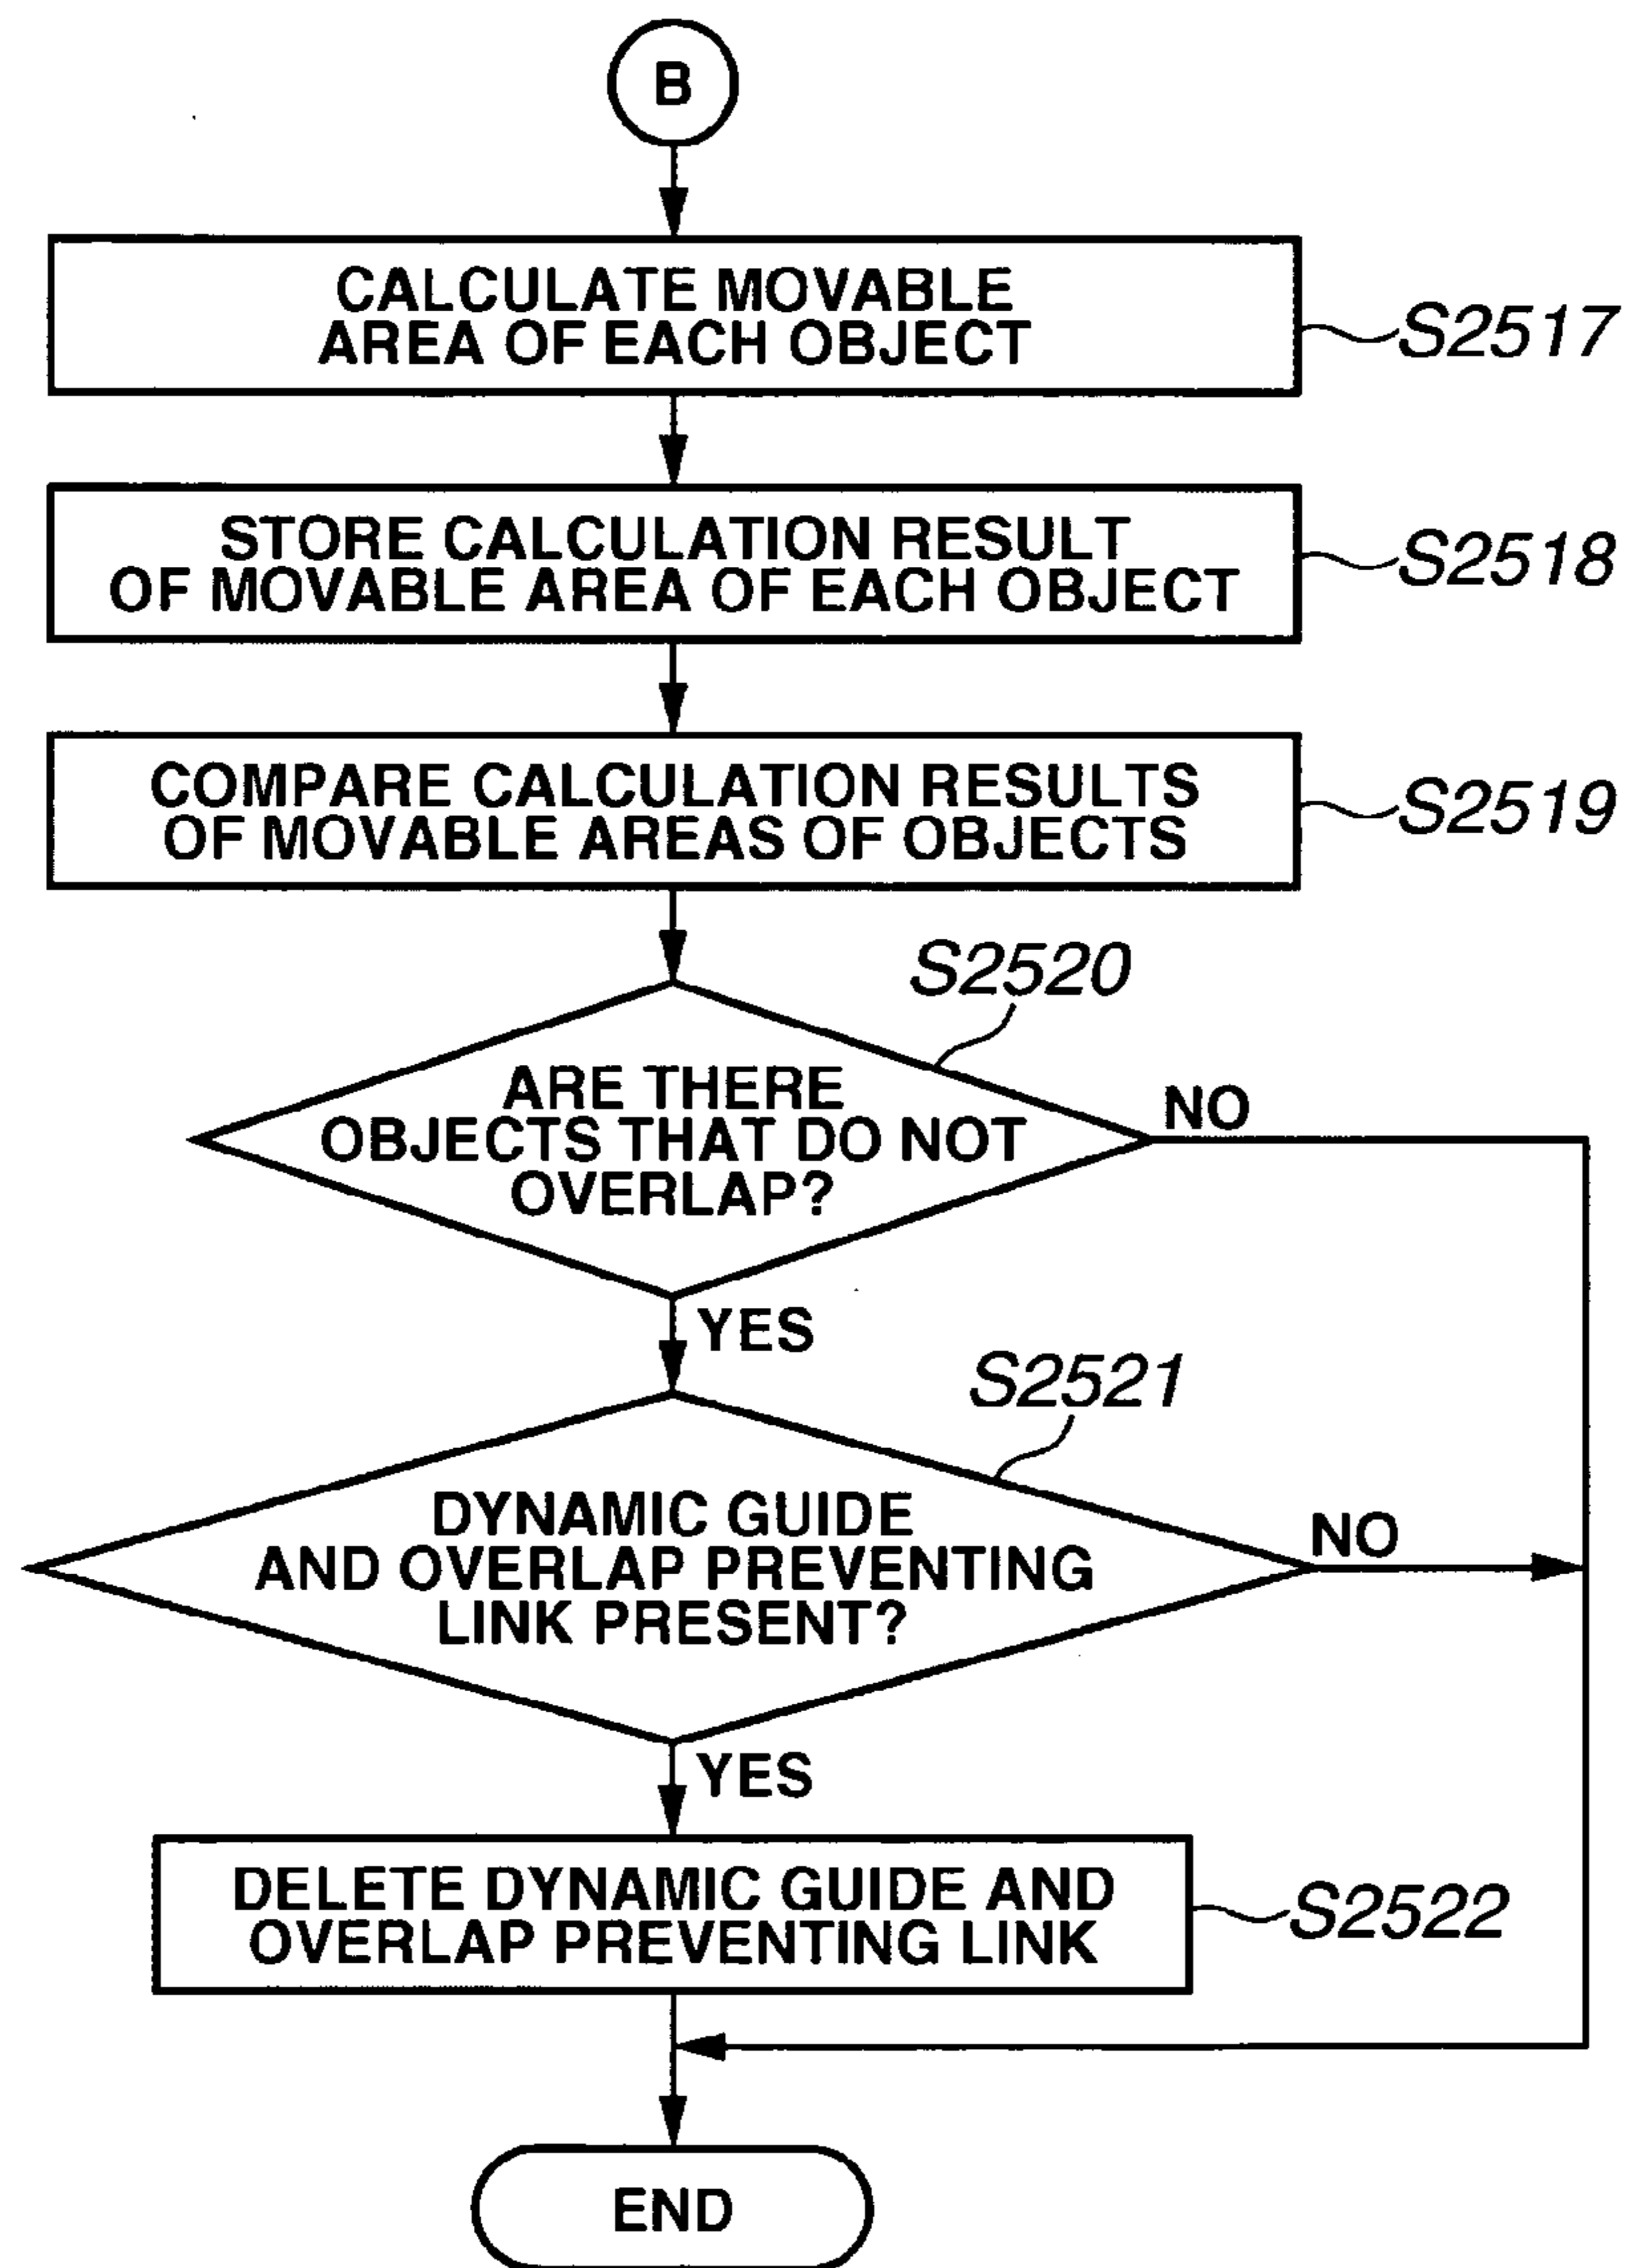 B
CALCULATE MOVABLE
AREA OF EACH OBJECT
S2517
STORE CALCULATION RESULT
OF MOVABLE AREA OF EACH OBJECT
S2518
COMPARE CALCULATION RESULTS
OF MOVABLE AREAS OF OBJECTS
S2519
S2520
ARE THERE
OBJECTS THAT DO NOT
OVERLAP?
NO
YES
S2521
DYNAMIC GUIDE
AND OVERLAP PREVENTING
LINK PRESENT?
NO
YES
DELETE DYNAMIC GUIDE AND
OVERLAP PREVENTING LINK
S2522
END